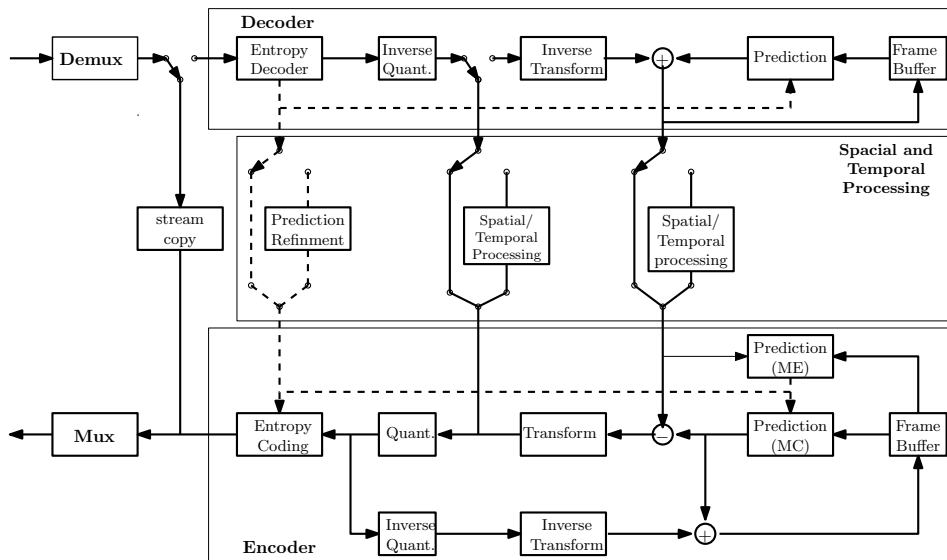 Decoder
Demux
Entropy
Decoder
Inverse
Quant.
Inverse
Transform
+
Prediction
Frame
Buffer
Spacial and
Temporal
Processing
stream
copy
Prediction
Refinment
Spatial/
Temporal
Processing
Spatial/
Temporal
processing
Prediction
(ME)
Mux
Entropy
Coding
Quant.
Transform
−
Prediction
(MC)
Frame
Buffer
Inverse
Quant.
Inverse
Transform
+
Encoder